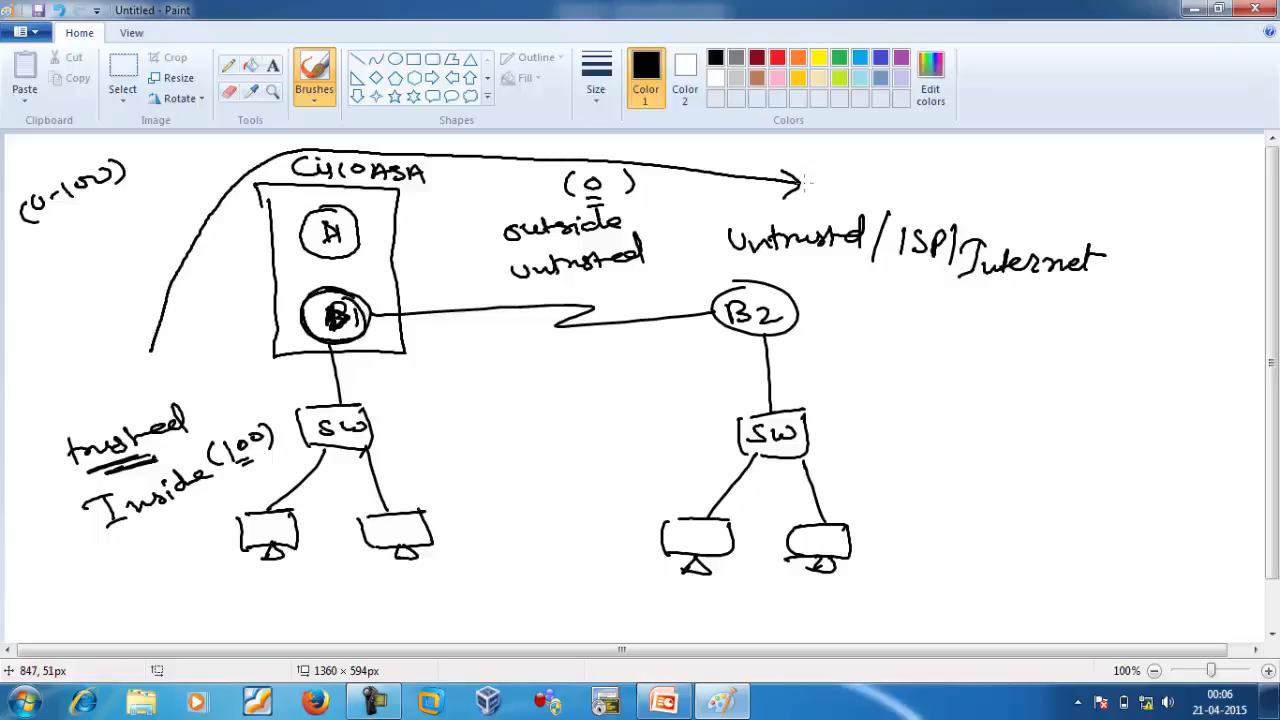 Untitled - Paint
Home
View
Paste
Cut
Copy
Clipboard
Select
Crop
Resize
Rotate
Image
Tools
Brushes
Shapes
Outline
Fill
Size
Color 1
Color 2
Edit colors
Colors
(0-100)
CiscoASA
(0)
outside
untrusted
untrusted/ISP/Internet
B1
B2
SW
SW
trusted
Inside(100)
847, 51px
1360 × 594px
100%
00:06
21-04-2015